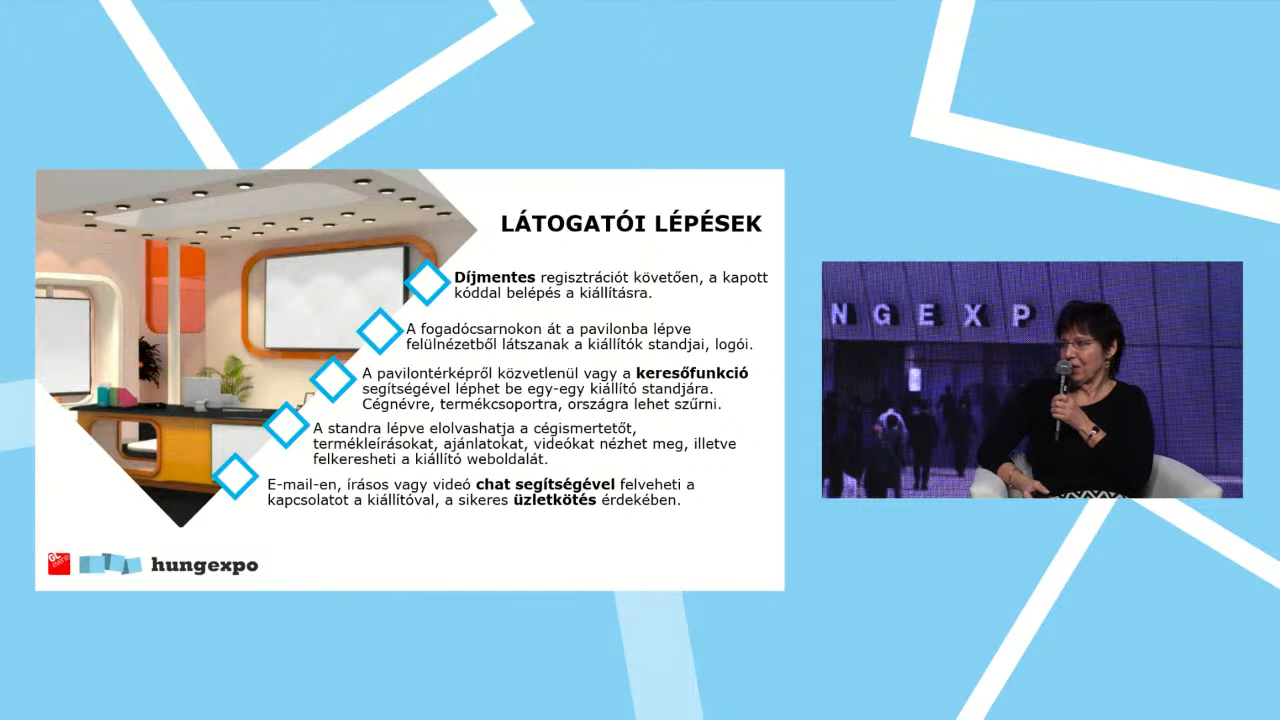 LÁTOGATÓI LÉPÉSEK
Díjmentes regisztrációt követően, a kapott
kóddal belépés a kiállításra.
A fogadócsarnokon át a pavilonba lépve
felülnézetből látszanak a kiállítók standjai, logói.
A pavilontérképről közvetlenül vagy a keresőfunkció
segítségével léphet be egy-egy kiállító standjára.
Cégnévre, termékcsoportra, országra lehet szűrni.
A standra lépve elolvashatja a cégismertetőt,
termékleírásokat, ajánlatokat, videókat nézhet meg, illetve
felkeresheti a kiállító weboldalát.
E-mail-en, írásos vagy videó chat segítségével felveheti a
kapcsolatot a kiállítóval, a sikeres üzletkötés érdekében.
GL events
hungexpo
NGEXP